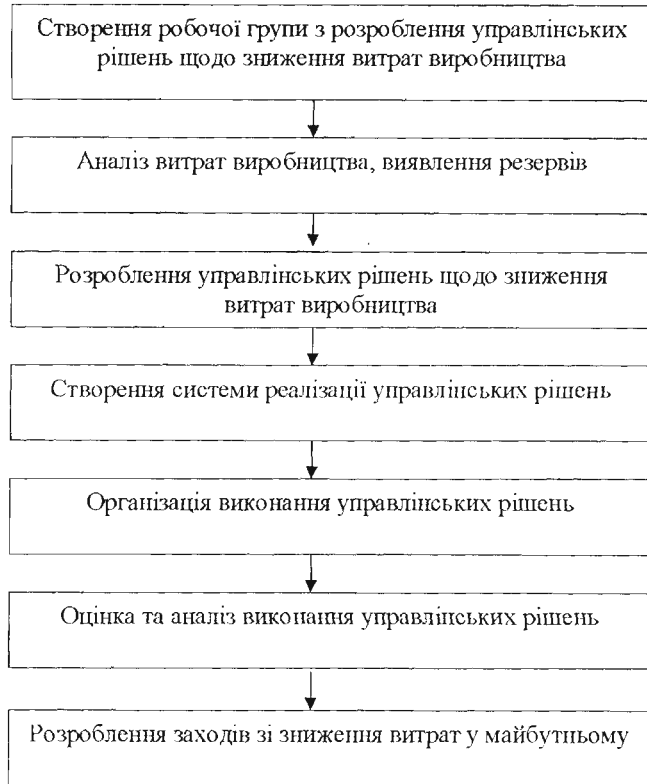 Створення робочої групи з розроблення управлінських
рішень щодо зниження витрат виробництва
Аналіз витрат виробництва, виявлення резервів
Розроблення управлінських рішень щодо зниження
витрат виробництва
Створення системи реалізації управлінських рішень
Організація виконання управлінських рішень
Оцінка та аналіз виконання управлінських рішень
Розроблення заходів зі зниження витрат у майбутньому